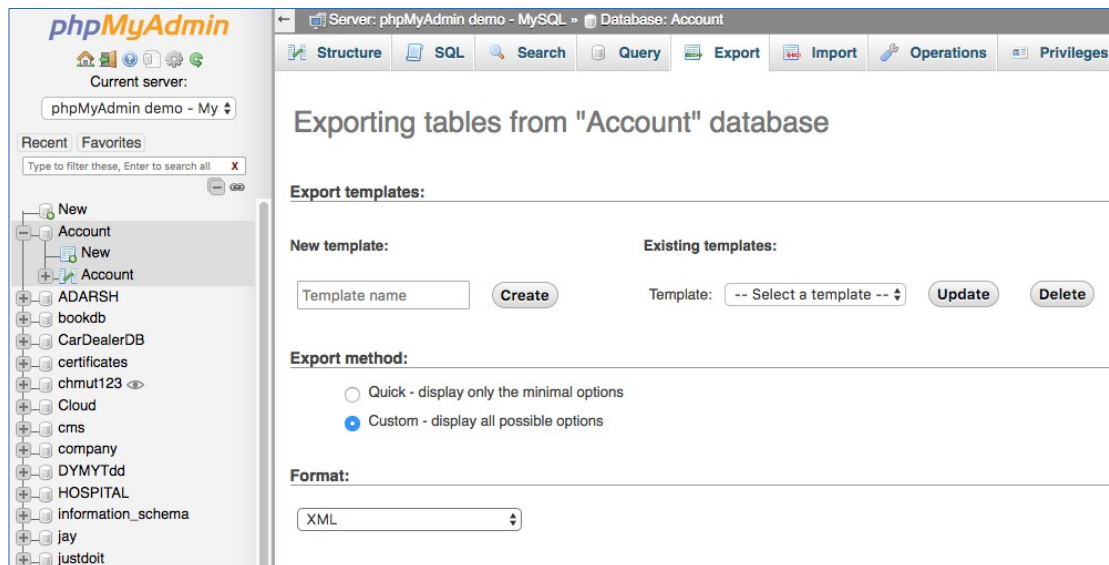 phpMyAdmin
Current server:
phpMyAdmin demo - My
Recent Favorites
Type to filter these, Enter to search all X
New
Account
New
Account
ADARSH
bookdb
CarDealerDB
certificates
chmut123
Cloud
cms
company
DYMYTdd
HOSPITAL
information_schema
jay
justdoit
Server: phpMyAdmin demo - MySQL » Database: Account
Structure SQL Search Query Export Import Operations Privileges
Exporting tables from "Account" database
Export templates:
New template: Existing templates:
Template name Create Template: -- Select a template -- Update Delete
Export method:
Quick - display only the minimal options
Custom - display all possible options
Format:
XML